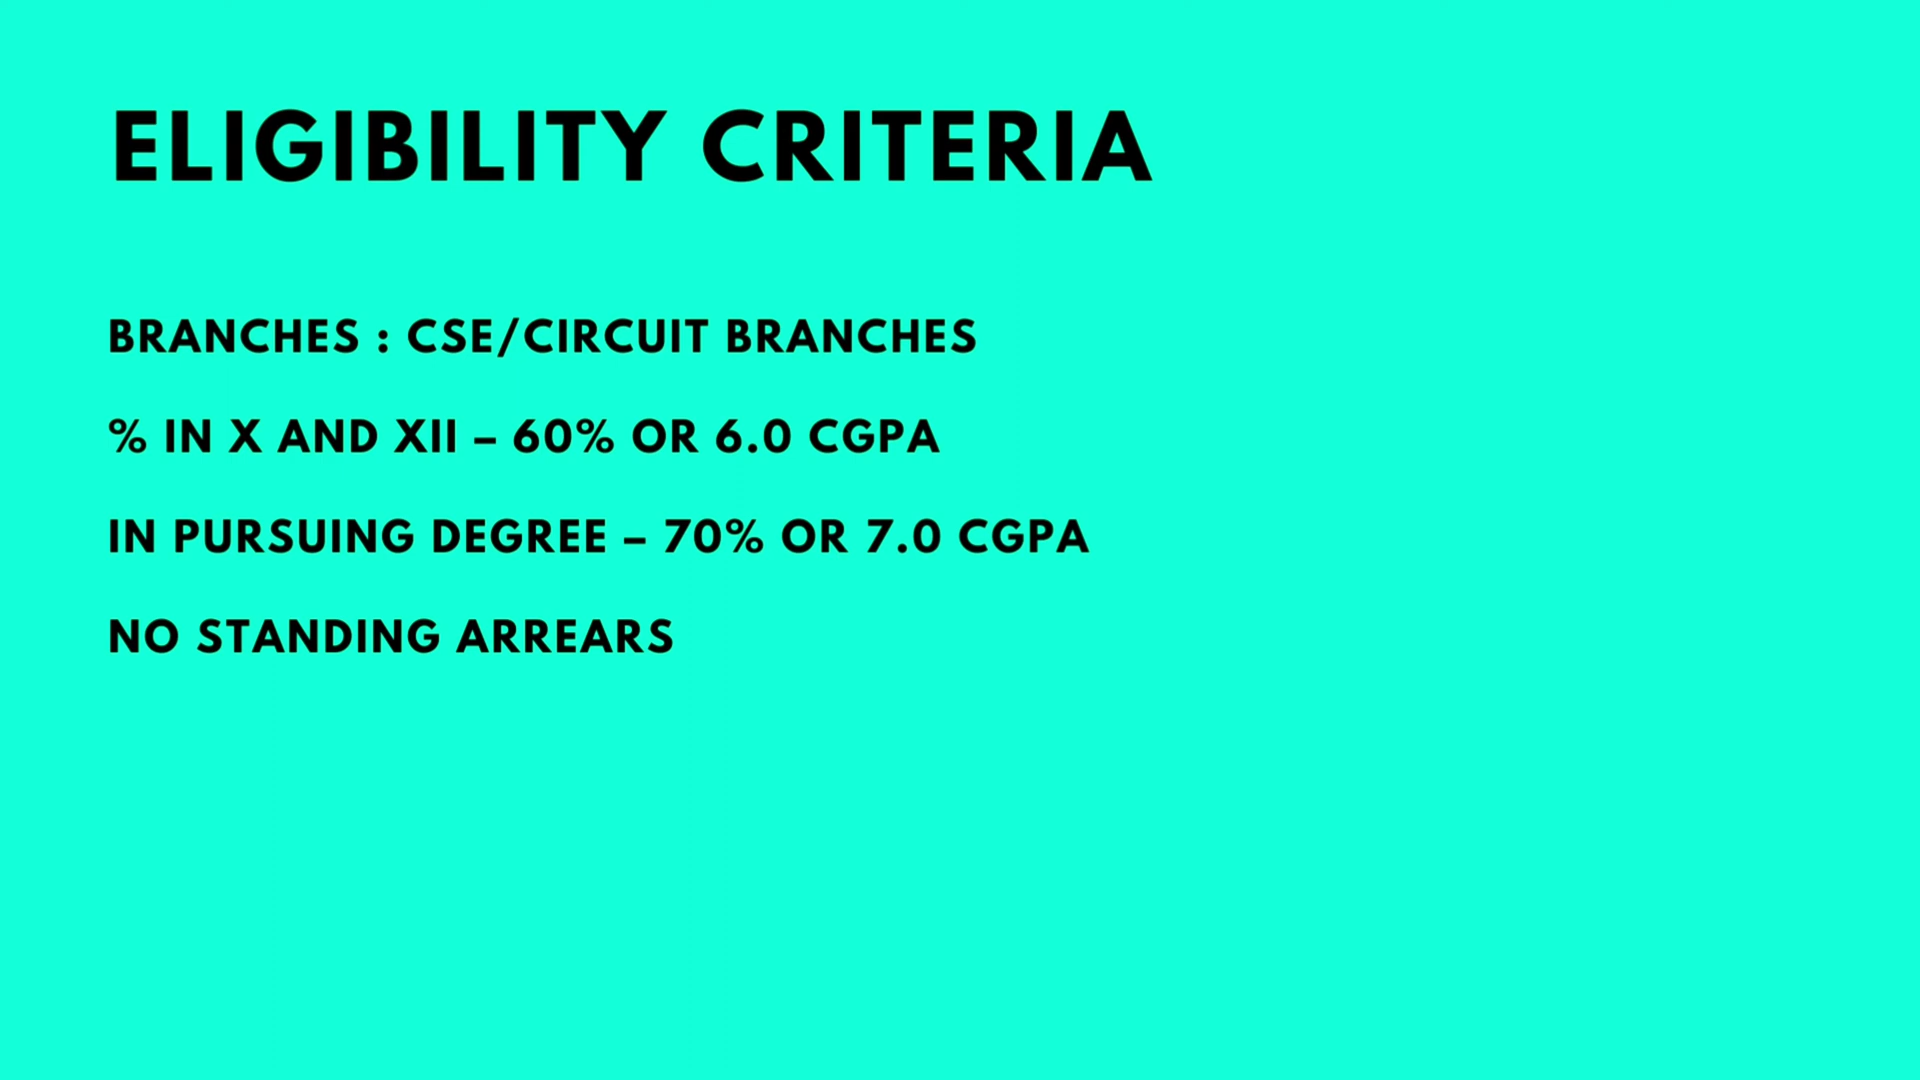 ELIGIBILITY CRITERIA
BRANCHES : CSE/CIRCUIT BRANCHES
% IN X AND XII – 60% OR 6.0 CGPA
IN PURSUING DEGREE – 70% OR 7.0 CGPA
NO STANDING ARREARS